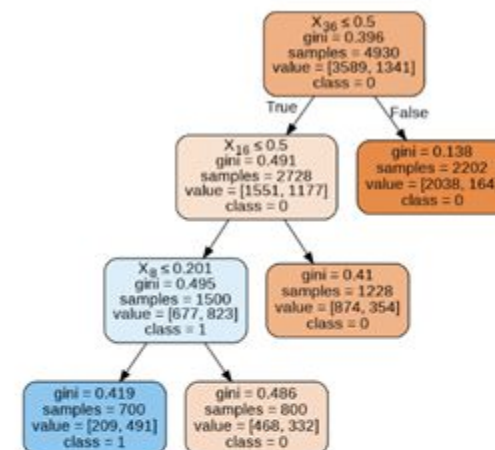 X36 ≤ 0.5
gini = 0.396
samples = 4930
value = [3589, 1341]
class = 0
True
False
X16 ≤ 0.5
gini = 0.491
samples = 2728
value = [1551, 1177]
class = 0
gini = 0.138
samples = 2202
value = [2038, 164
class = 0
X8 ≤ 0.201
gini = 0.495
samples = 1500
value = [677, 823]
class = 1
gini = 0.41
samples = 1228
value = [874, 354]
class = 0
gini = 0.419
samples = 700
value = [209, 491]
class = 1
gini = 0.486
samples = 800
value = [468, 332]
class = 0